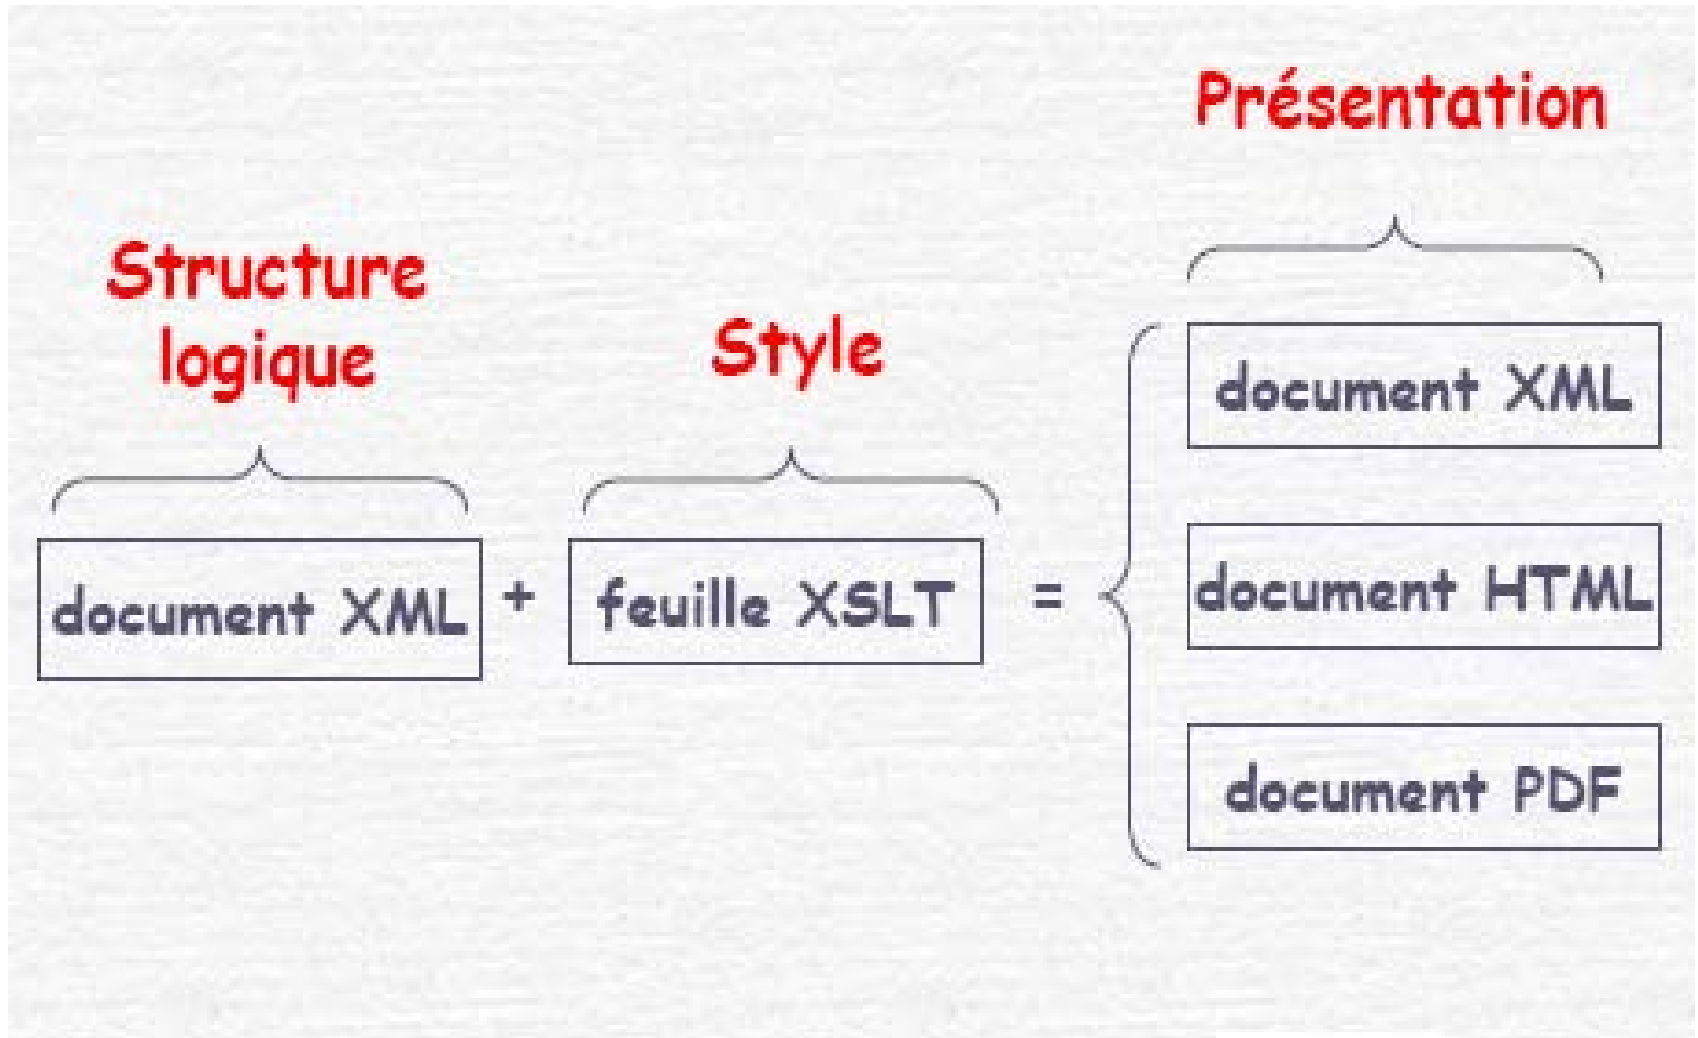 Présentation
Structure
logique
Style
document XML
+
feuille XSLT
=
document XML
document HTML
document PDF